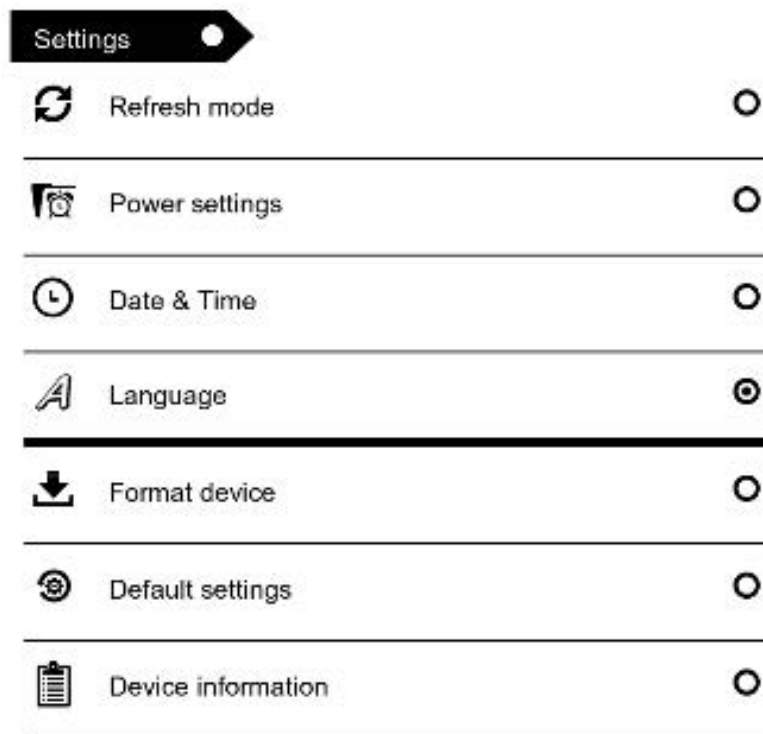 Settings
Refresh mode
Power settings
Date & Time
Language
Format device
Default settings
Device information